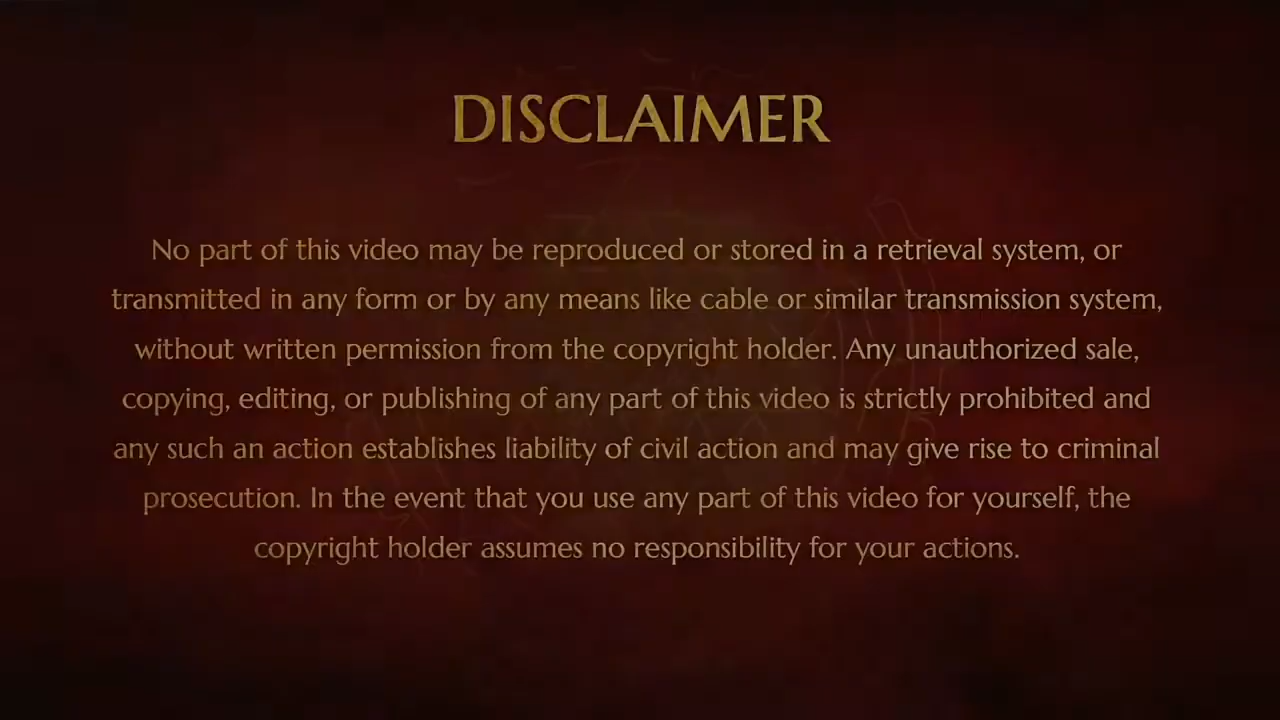 DISCLAIMER
No part of this video may be reproduced or stored in a retrieval system, or
transmitted in any form or by any means like cable or similar transmission system,
without written permission from the copyright holder. Any unauthorized sale,
copying, editing, or publishing of any part of this video is strictly prohibited and
any such an action establishes liability of civil action and may give rise to criminal
prosecution. In the event that you use any part of this video for yourself, the
copyright holder assumes no responsibility for your actions.